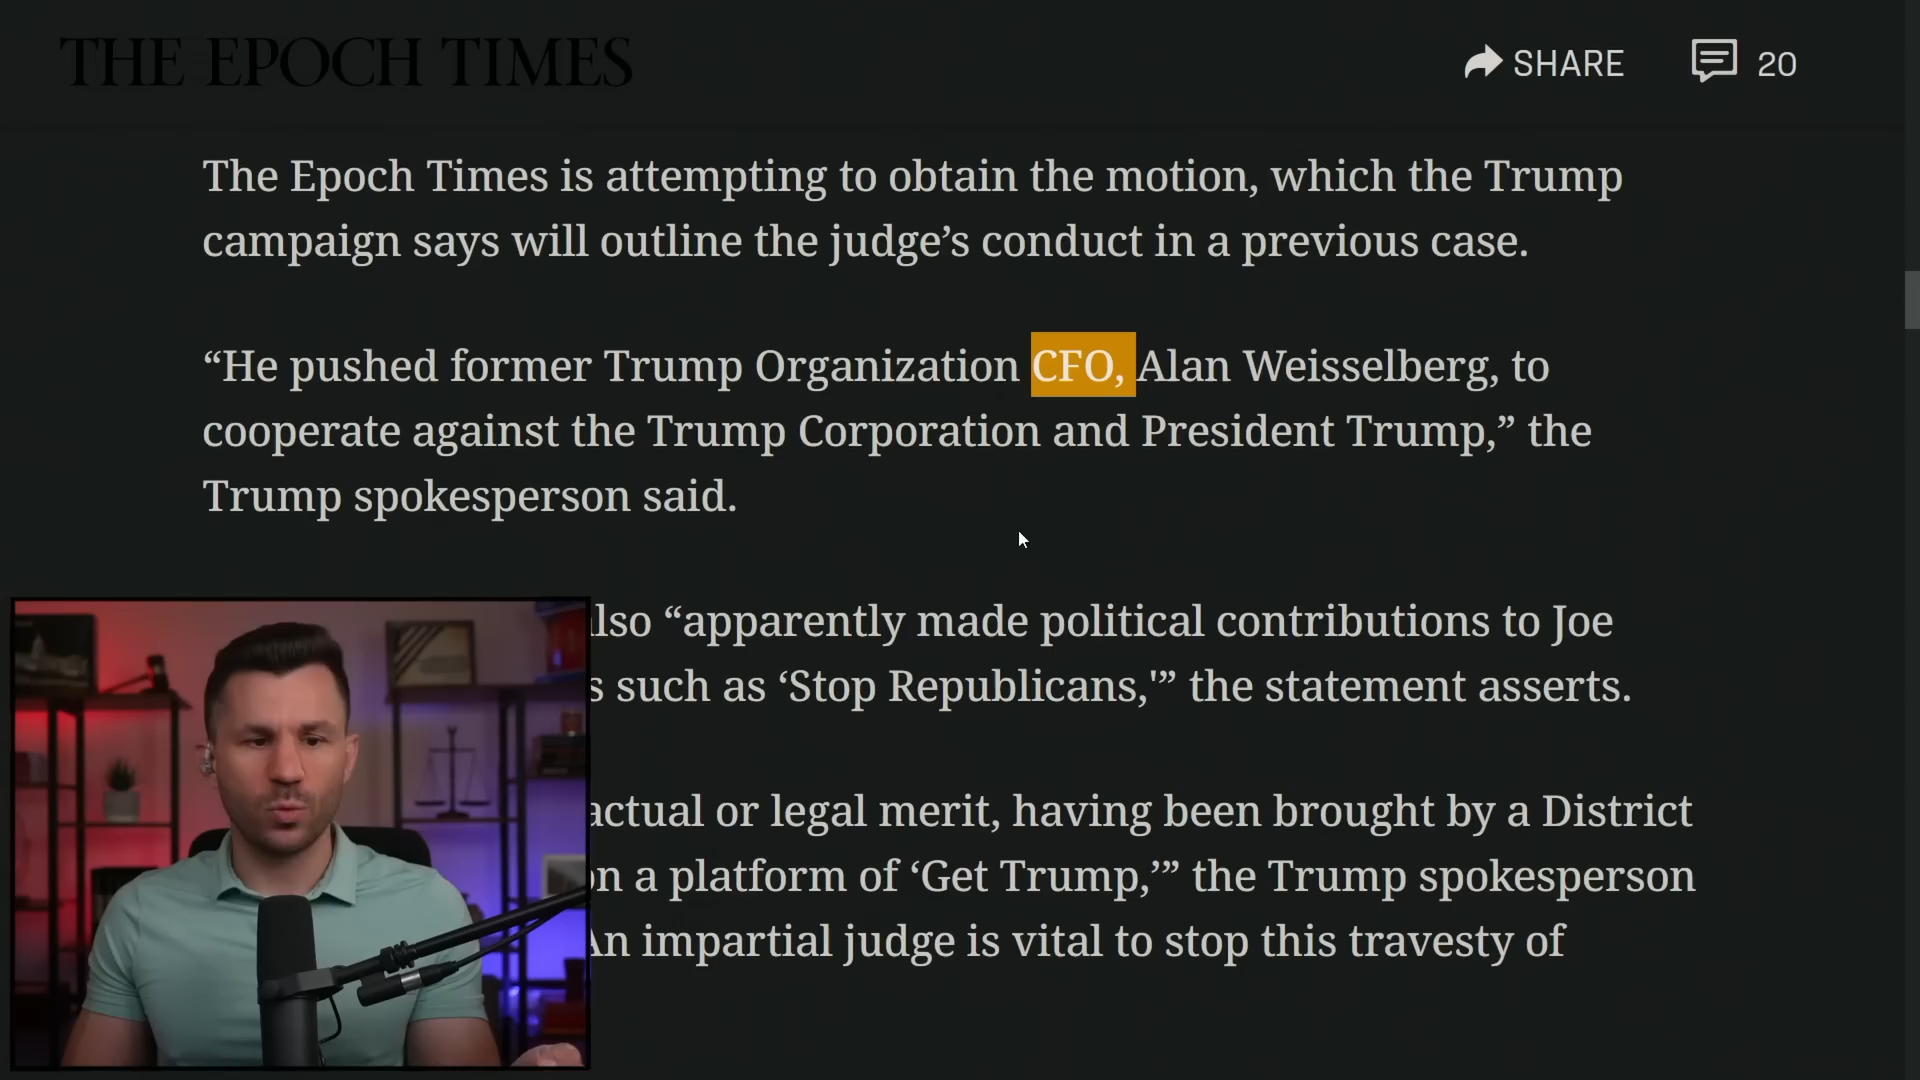 THE EPOCH TIMES
SHARE
20
The Epoch Times is attempting to obtain the motion, which the Trump
campaign says will outline the judge’s conduct in a previous case.
“He pushed former Trump Organization CFO, Alan Weisselberg, to
cooperate against the Trump Corporation and President Trump,” the
Trump spokesperson said.
“apparently made political contributions to Joe
such as ‘Stop Republicans,'” the statement asserts.
or legal merit, having been brought by a District
a platform of ‘Get Trump,’” the Trump spokesperson
An impartial judge is vital to stop this travesty of